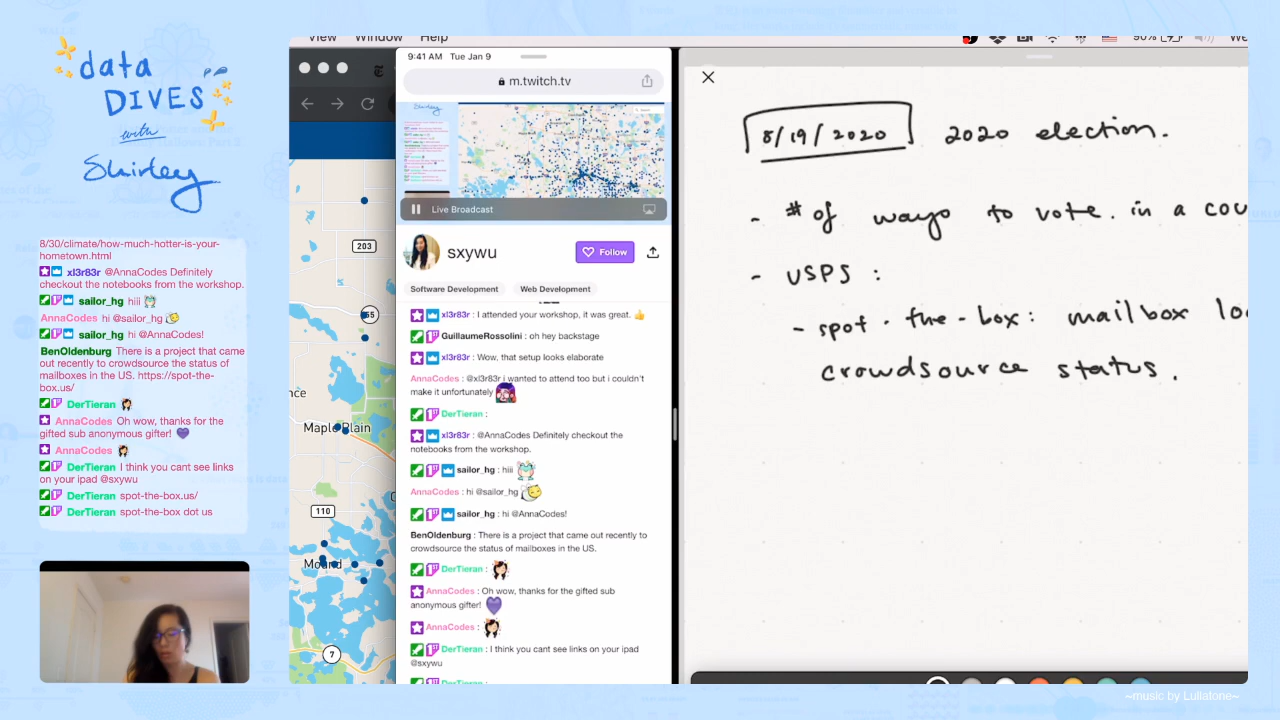 data
DIVES
with
Shirley
8/30/climate/how-much-hotter-is-your-
hometown.html
xl3r83r @AnnaCodes Definitely
checkout the notebooks from the workshop.
sailor_hg hiii
AnnaCodes hi @sailor_hg
sailor_hg hi @AnnaCodes!
BenOldenburg There is a project that came
out recently to crowdsource the status of
mailboxes in the US. https://spot-the-
box.us/
DerTieran
AnnaCodes Oh wow, thanks for the
gifted sub anonymous gifter!
AnnaCodes
DerTieran I think you cant see links
on your ipad @sxywu
DerTieran spot-the-box.us/
DerTieran spot-the-box dot us
View Window Help
90%
We
203
55
nce
Maple Plain
110
Mound
7
9:41 AM Tue Jan 9
m.twitch.tv
Live Broadcast
sxywu
Follow
Software Development Web Development
xl3r83r : I attended your workshop, it was great.
GuillaumeRossolini : oh hey backstage
xl3r83r : Wow, that setup looks elaborate
AnnaCodes : @xl3r83r i wanted to attend too but i couldn't
make it unfortunately
DerTieran :
xl3r83r : @AnnaCodes Definitely checkout the
notebooks from the workshop.
sailor_hg : hiii
AnnaCodes : hi @sailor_hg
sailor_hg : hi @AnnaCodes!
BenOldenburg : There is a project that came out recently to
crowdsource the status of mailboxes in the US.
DerTieran :
AnnaCodes : Oh wow, thanks for the gifted sub
anonymous gifter!
AnnaCodes :
DerTieran : I think you cant see links on your ipad
@sxywu
DerTieran :
8/19/2020 2020 election.
- # of ways to vote. in a cou
- USPS :
- spot-the-box: mailbox lo
crowdsource status.
~music by Lullatone~